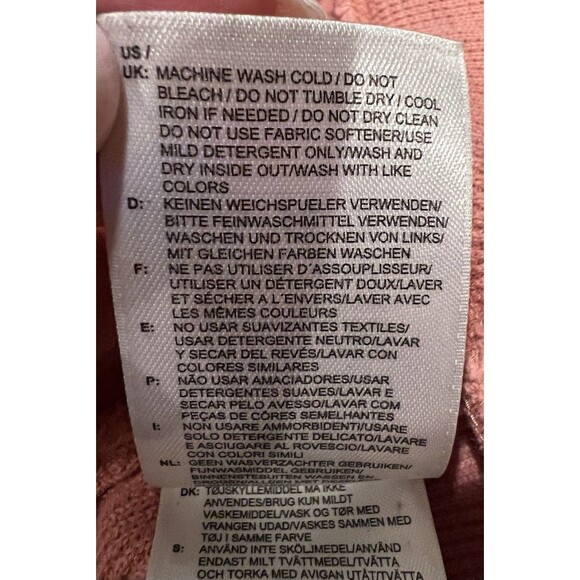 US /
UK: MACHINE WASH COLD / DO NOT
BLEACH / DO NOT TUMBLE DRY / COOL
IRON IF NEEDED / DO NOT DRY CLEAN
DO NOT USE FABRIC SOFTENER/USE
MILD DETERGENT ONLY/WASH AND
DRY INSIDE OUT/WASH WITH LIKE
COLORS
D: KEINEN WEICHSPUELER VERWENDEN/
BITTE FEINWASCHMITTEL VERWENDEN/
WASCHEN UND TROCKNEN VON LINKS/
MIT GLEICHEN FARBEN WASCHEN
F: NE PAS UTILISER D´ASSOUPLISEUR/
UTILISER UN DÉTERGENT DOUX/LAVER
ET SÉCHER A L´ENVERS/LAVER AVEC
LES MÊMES COULEURS
E: NO USAR SUAVIZANTES TEXTILES/
USAR DETERGENTE NEUTRO/LAVAR
Y SECAR DEL REVÉS/LAVAR CON
COLORES SIMILARES
P: NÃO USAR AMACIADORES/USAR
DETERGENTES SUAVES/LAVAR E
SECAR PELO AVESSO/LAVAR COM
PEÇAS DE CÔRES SEMELHANTES
I: NON USARE AMMORBIDENTI/USARE
SOLO DETERGENTE DELICATO/LAVARE
E ASCIUGARE AL ROVESCIO/LAVARE
CON COLORI SIMILI
NL: GEEN WASVERZACHTER GEBRUIKEN/
FIJNWASMIDDEL GEBRUIKEN/
BINNENSTEBUITEN WASSEN EN
DK: TØJSKYLLEMIDDEL MÅ IKKE
ANVENDES/BRUG KUN MILDT
VASKEMIDDEL/VASK OG TØR MED
VRANGEN UDAD/VASKES SAMMEN MED
TØJ I SAMME FARVE
S: ANVÄND INTE SKÖLJMEDEL/ANVÄND
ENDAST MILT TVÄTTMEDEL/TVÄTTA
OCH TORKA MED AVIGAN UTÅT/TVÄTTA